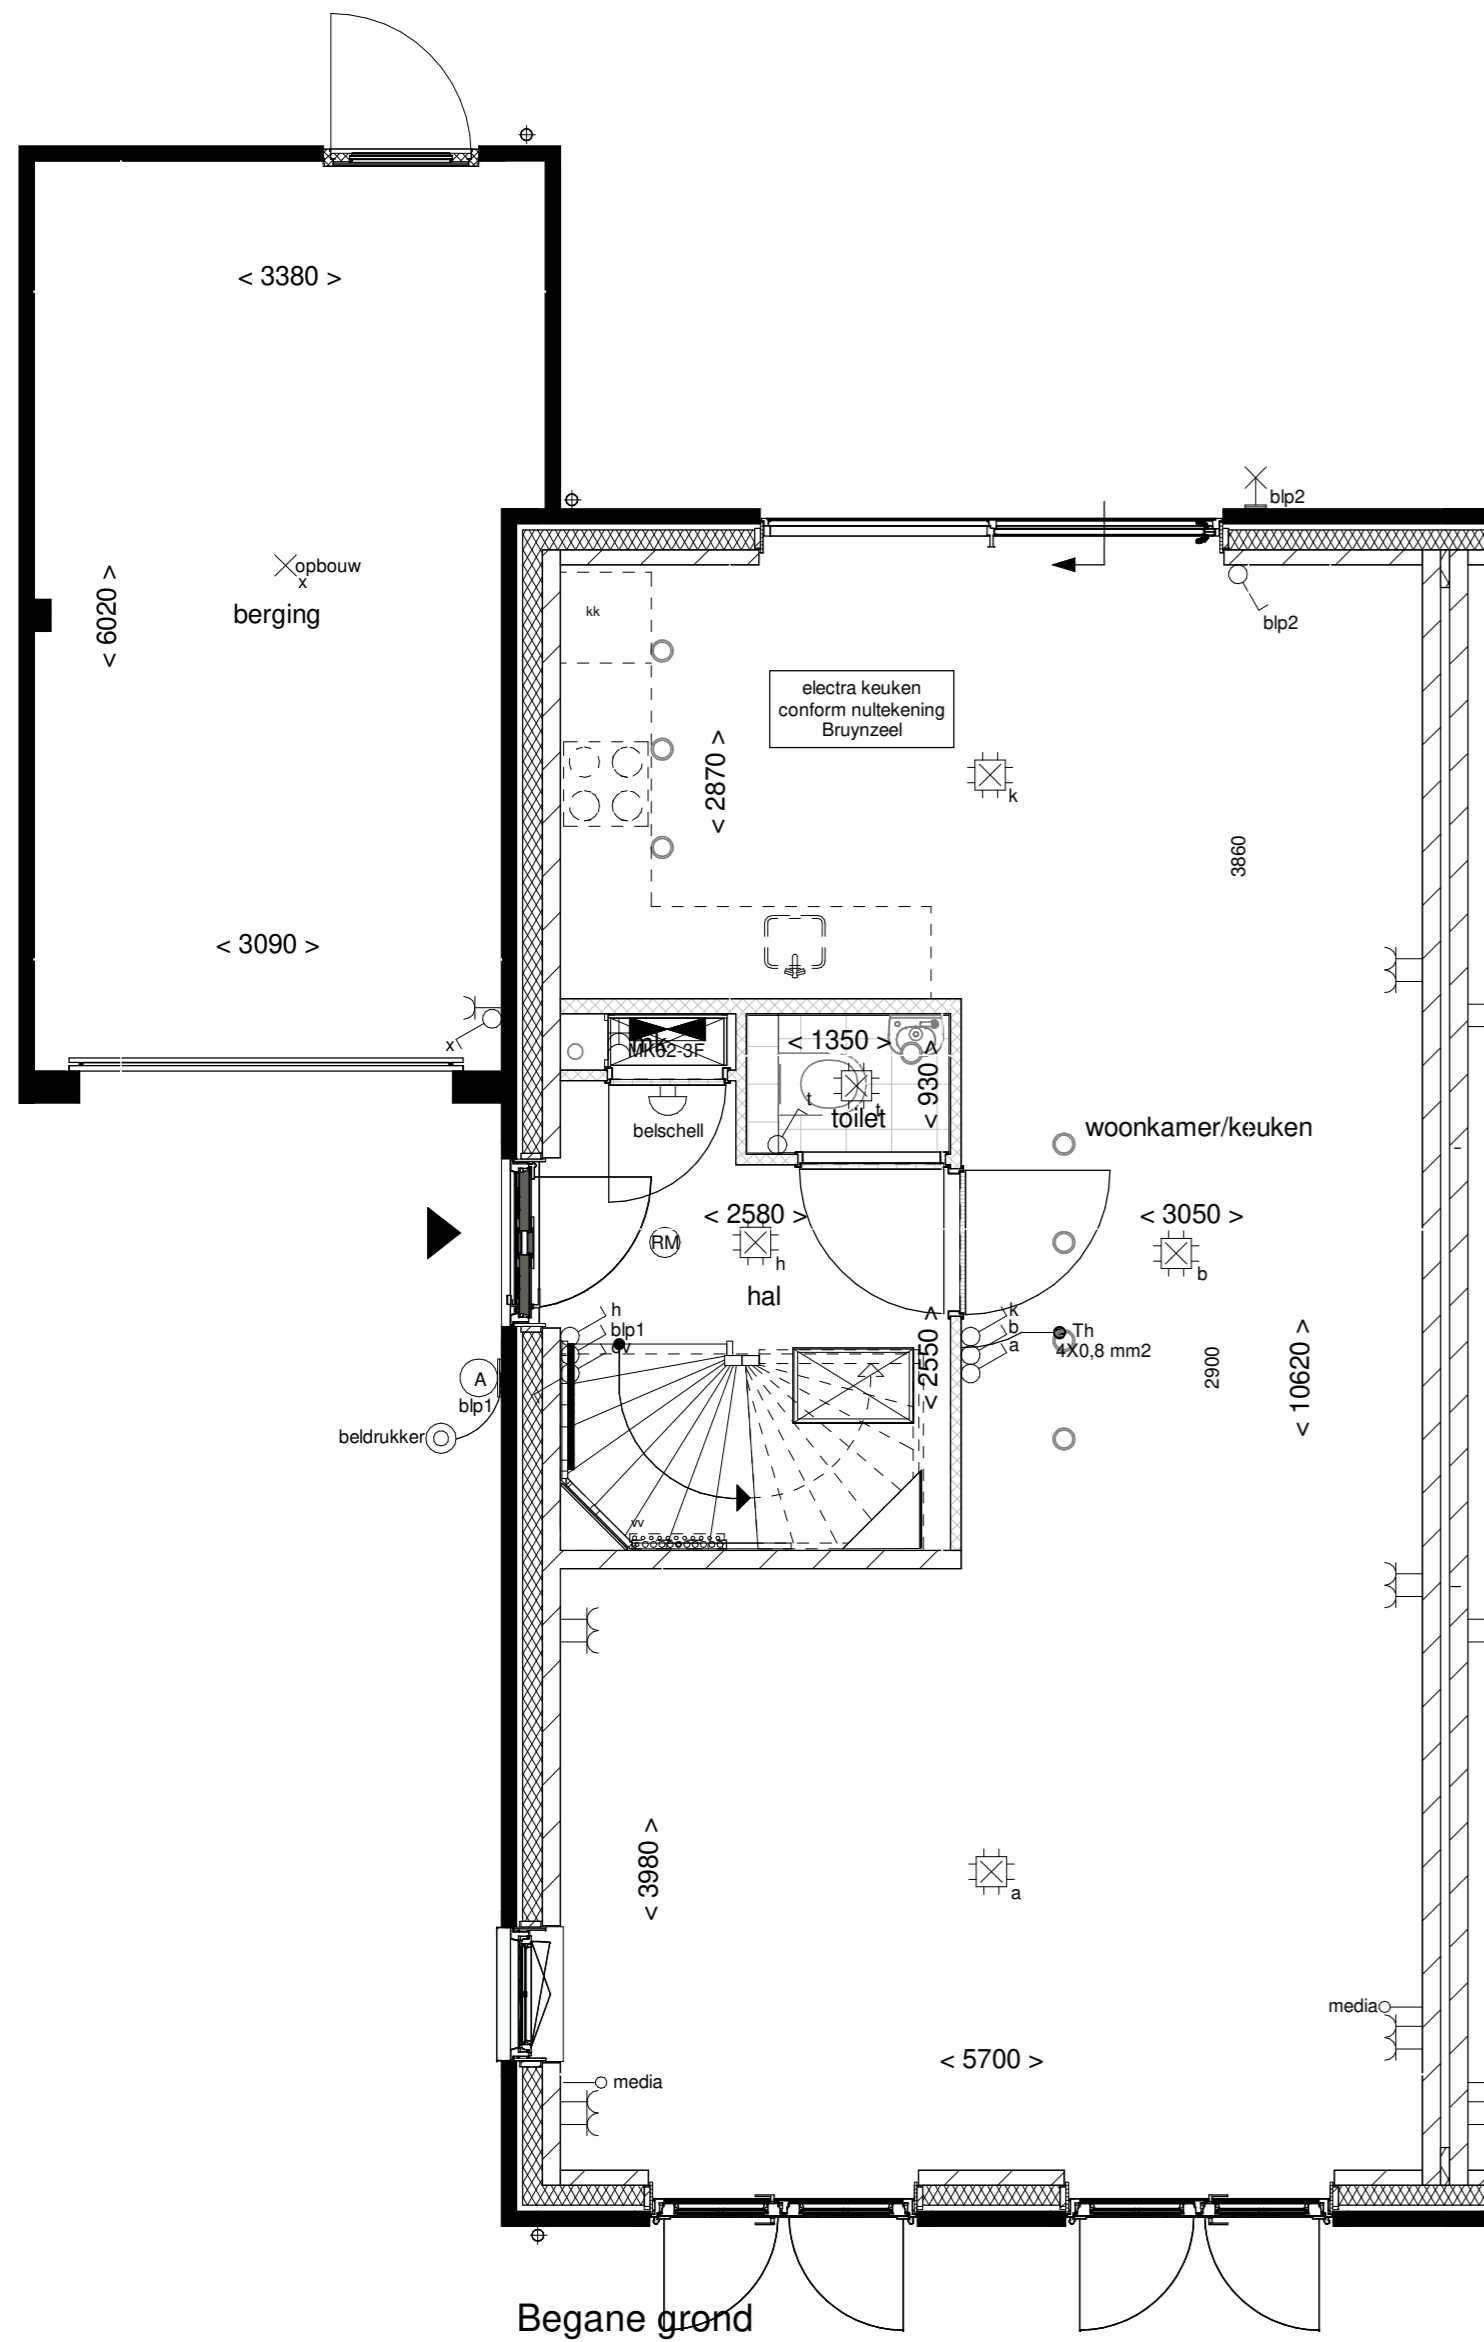 < 3380 >
blp2
opbouw
x
< 6020 >
berging
kk
blp2
electra keuken
conform nultekening
Bruynzeel
< 2870 >
k
3860
< 3090 >
x
mk
MK62-3F
< 1350 >
< 930 >
t
t
toilet
belschell
woonkamer/keuken
< 2580 >
RM
h
hal
< 3050 >
b
h
blp1
k
b
a
Th
4X0,8 mm2
< 2550 >
2900
< 10620 >
A
blp1
beldrukker
vv
< 3980 >
a
media
< 5700 >
media
Begane grond